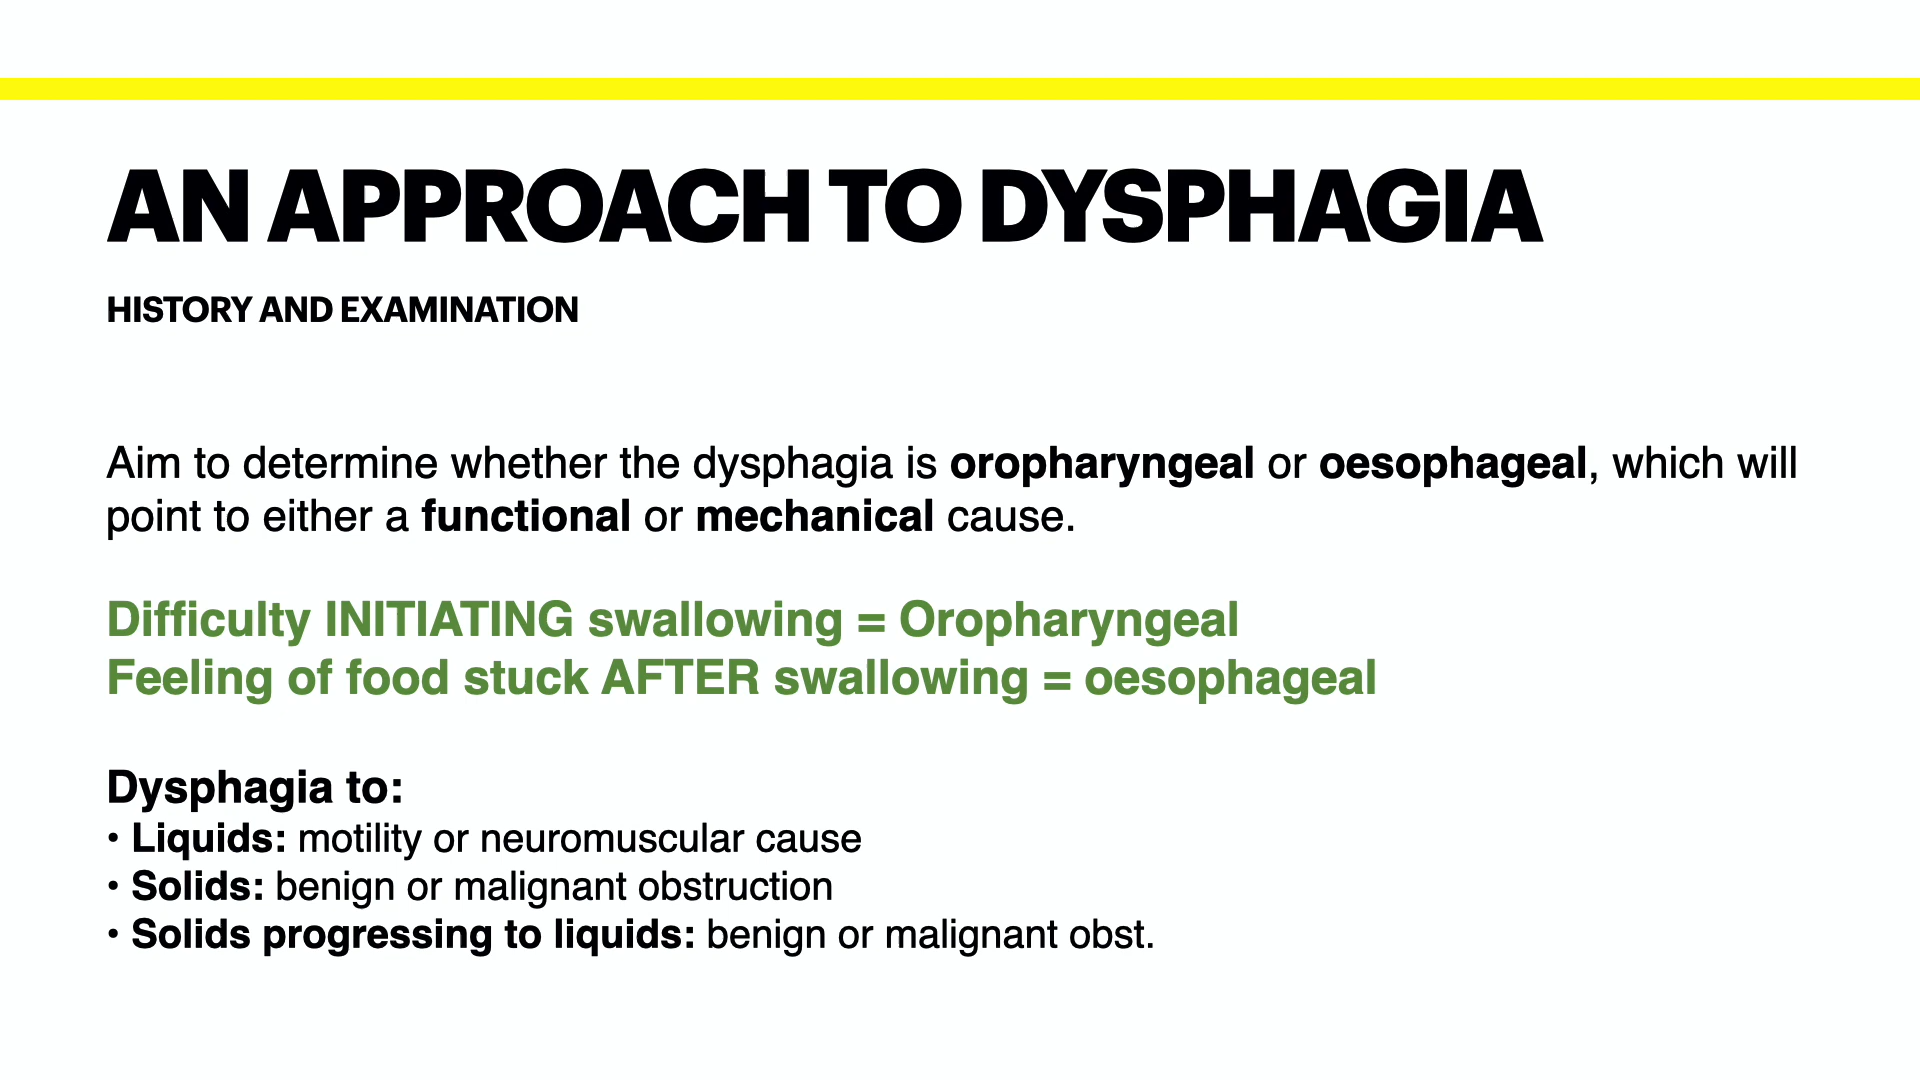 AN APPROACH TO DYSPHAGIA
HISTORY AND EXAMINATION
Aim to determine whether the dysphagia is oropharyngeal or oesophageal, which will
point to either a functional or mechanical cause.
Difficulty INITIATING swallowing = Oropharyngeal
Feeling of food stuck AFTER swallowing = oesophageal
Dysphagia to:
• Liquids: motility or neuromuscular cause
• Solids: benign or malignant obstruction
• Solids progressing to liquids: benign or malignant obst.